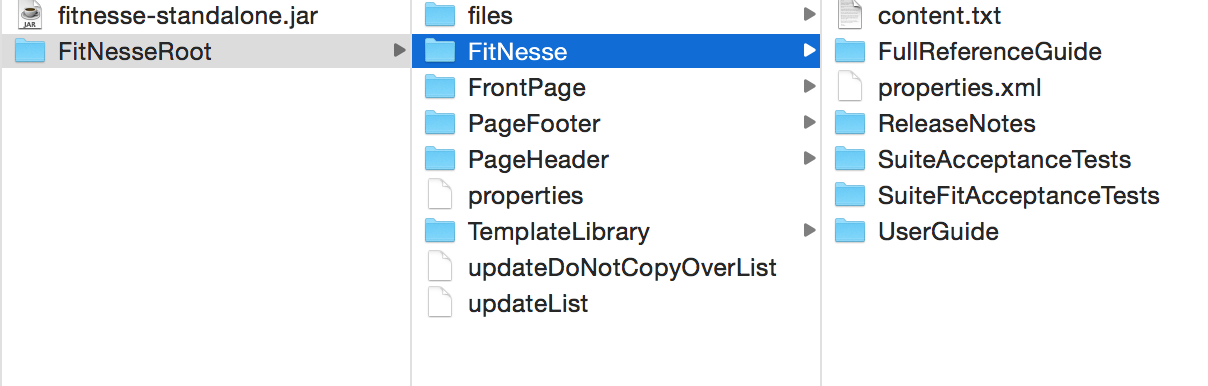 fitnesse-standalone.jar
FitNesseRoot
files
FitNesse
FrontPage
PageFooter
PageHeader
properties
TemplateLibrary
updateDoNotCopyOverList
updateList
content.txt
FullReferenceGuide
properties.xml
ReleaseNotes
SuiteAcceptanceTests
SuiteFitAcceptanceTests
UserGuide